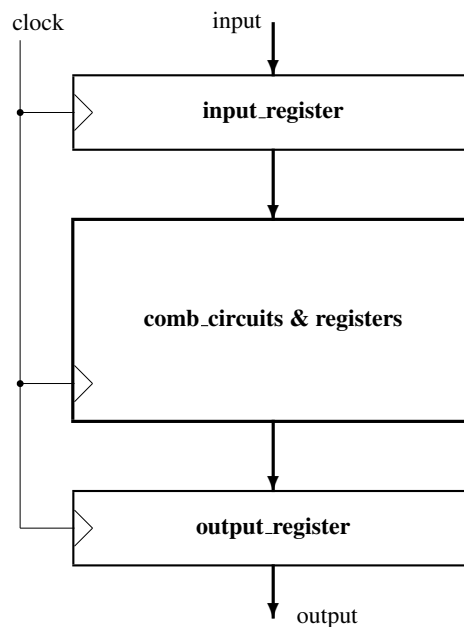 clock
input
input_register
comb_circuits & registers
output_register
output